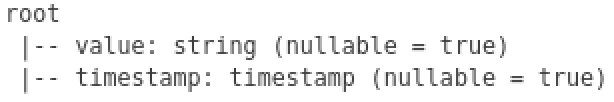 root
 |-- value: string (nullable = true)
 |-- timestamp: timestamp (nullable = true)